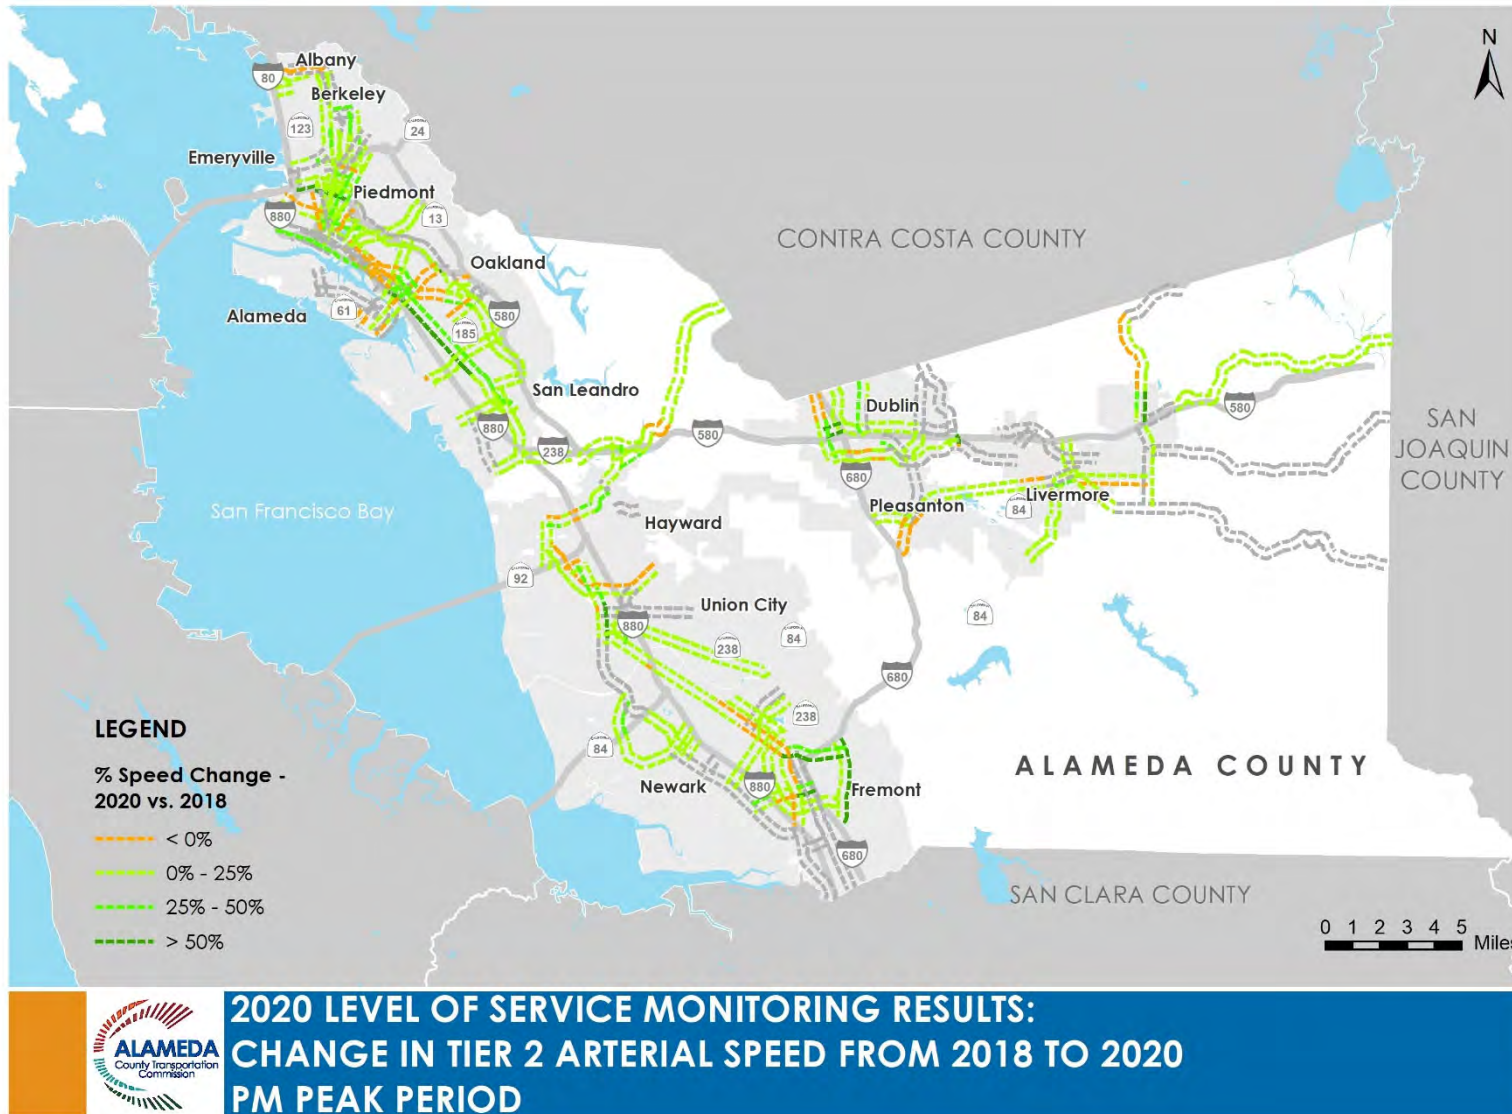 N
Albany
80
Berkeley
123
24
Emeryville
Piedmont
880
13
CONTRA COSTA COUNTY
Oakland
Alameda
61
580
185
San Leandro
Dublin
880
580
580
238
SAN
JOAQUIN
COUNTY
680
Pleasanton
Livermore
84
San Francisco Bay
Hayward
92
Union City
880
84
84
238
680
LEGEND
238
84
ALAMEDA COUNTY
% Speed Change -
2020 vs. 2018
Newark
880
Fremont
< 0%
680
0% - 25%
SAN CLARA COUNTY
25% - 50%
0 1 2 3 4 5
> 50%
Miles
2020 LEVEL OF SERVICE MONITORING RESULTS:
ALAMEDA
County Transportation
Commission
CHANGE IN TIER 2 ARTERIAL SPEED FROM 2018 TO 2020
PM PEAK PERIOD